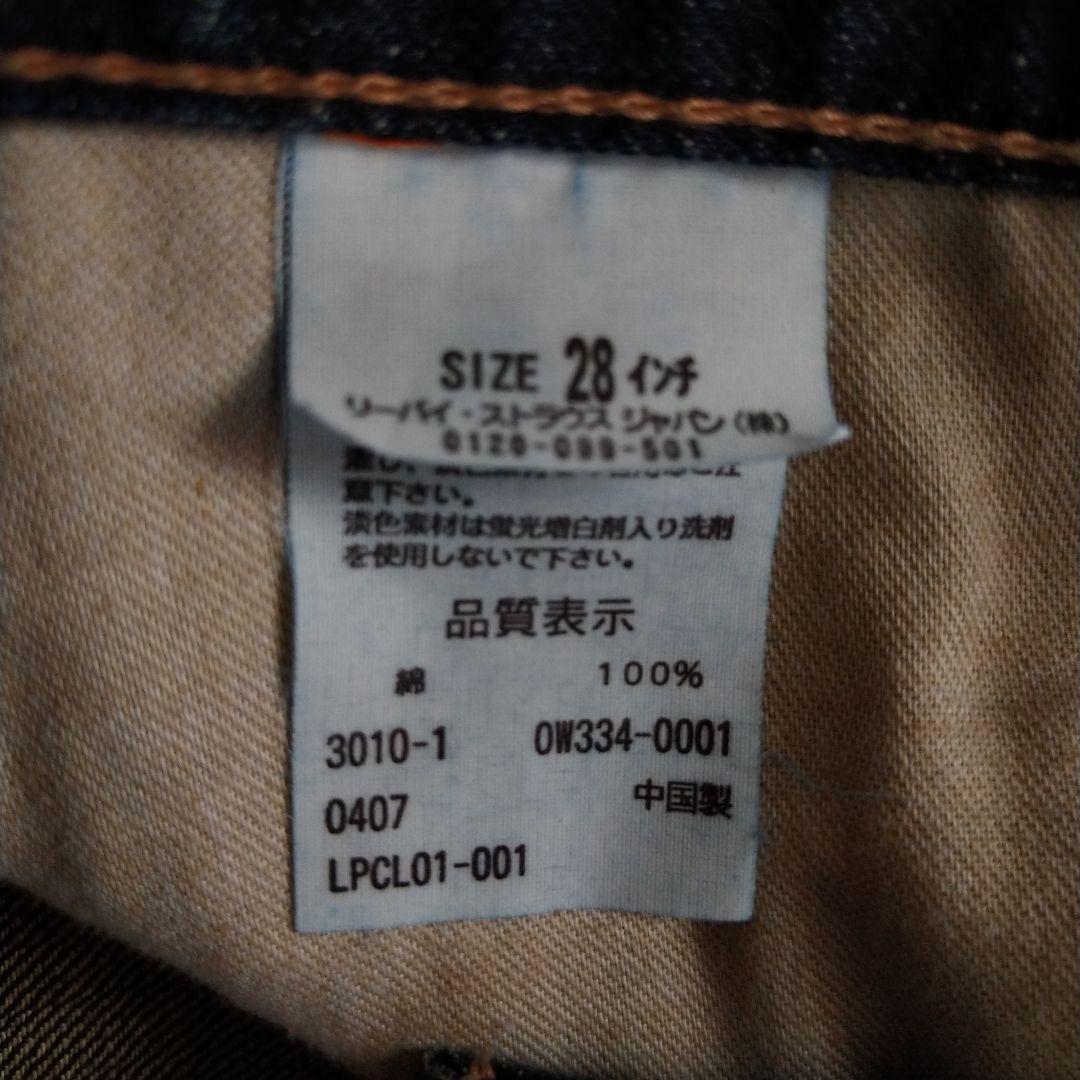 SIZE 28 インチ
リーバイ・ストラウス ジャパン(株)
0120-099-501
意下さい。
淡色素材は蛍光増白剤入り洗剤
を使用しないで下さい。
品質表示
綿 100%
3010-1 0W334-0001
0407 中国製
LPCL01-001